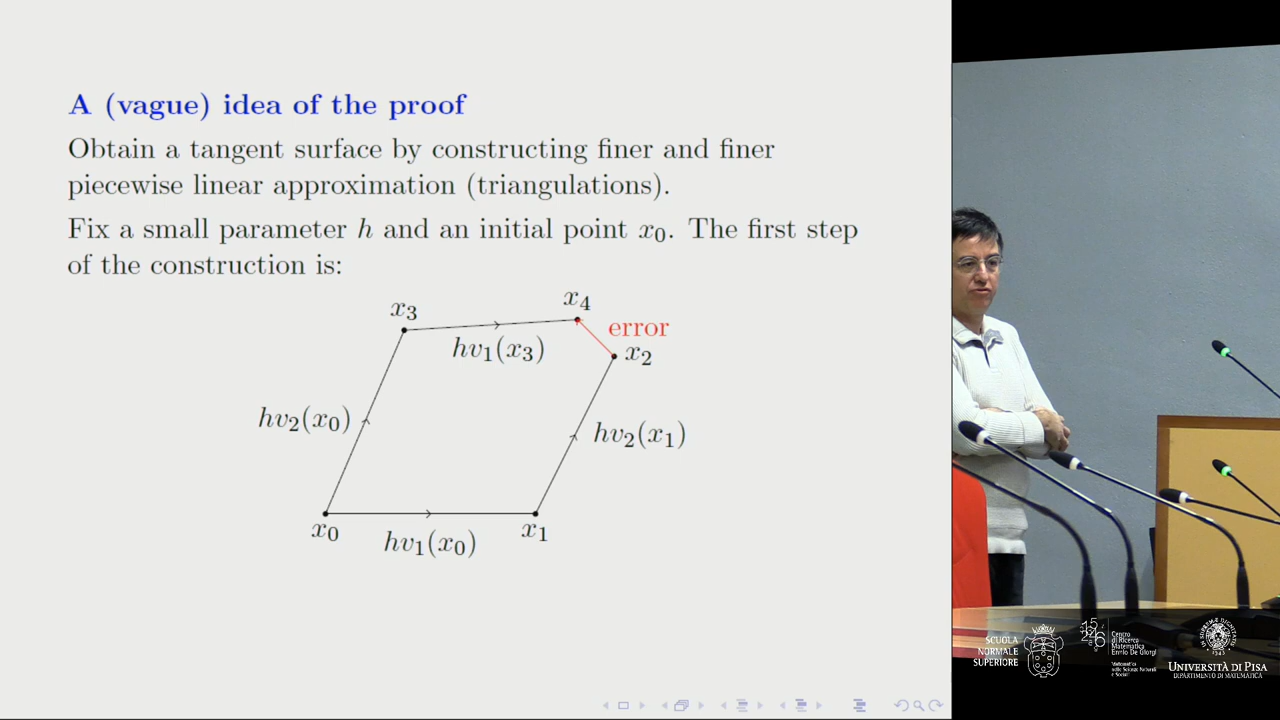 A (vague) idea of the proof
Obtain a tangent surface by constructing finer and finer
piecewise linear approximation (triangulations).
Fix a small parameter h and an initial point x₀. The first step
of the construction is:
x₃
x₄
error
hv₁(x₃)
x₂
hv₂(x₀)
hv₂(x₁)
x₀
x₁
hv₁(x₀)
SCUOLA
NORMALE
SUPERIORE
Centro
di Ricerca
Matematica
Ennio De Giorgi
UNIVERSITÀ DI PISA
DIPARTIMENTO DI MATEMATICA